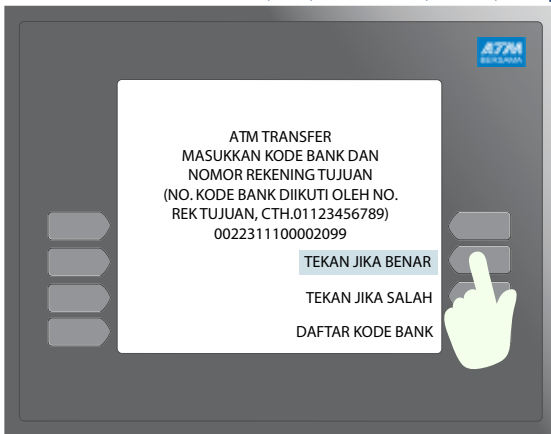 ATM
BERSAMA
ATM TRANSFER
MASUKKAN KODE BANK DAN
NOMOR REKENING TUJUAN
(NO. KODE BANK DIIKUTI OLEH NO.
REK TUJUAN, CTH.01123456789)
0022311100002099
TEKAN JIKA BENAR
TEKAN JIKA SALAH
DAFTAR KODE BANK